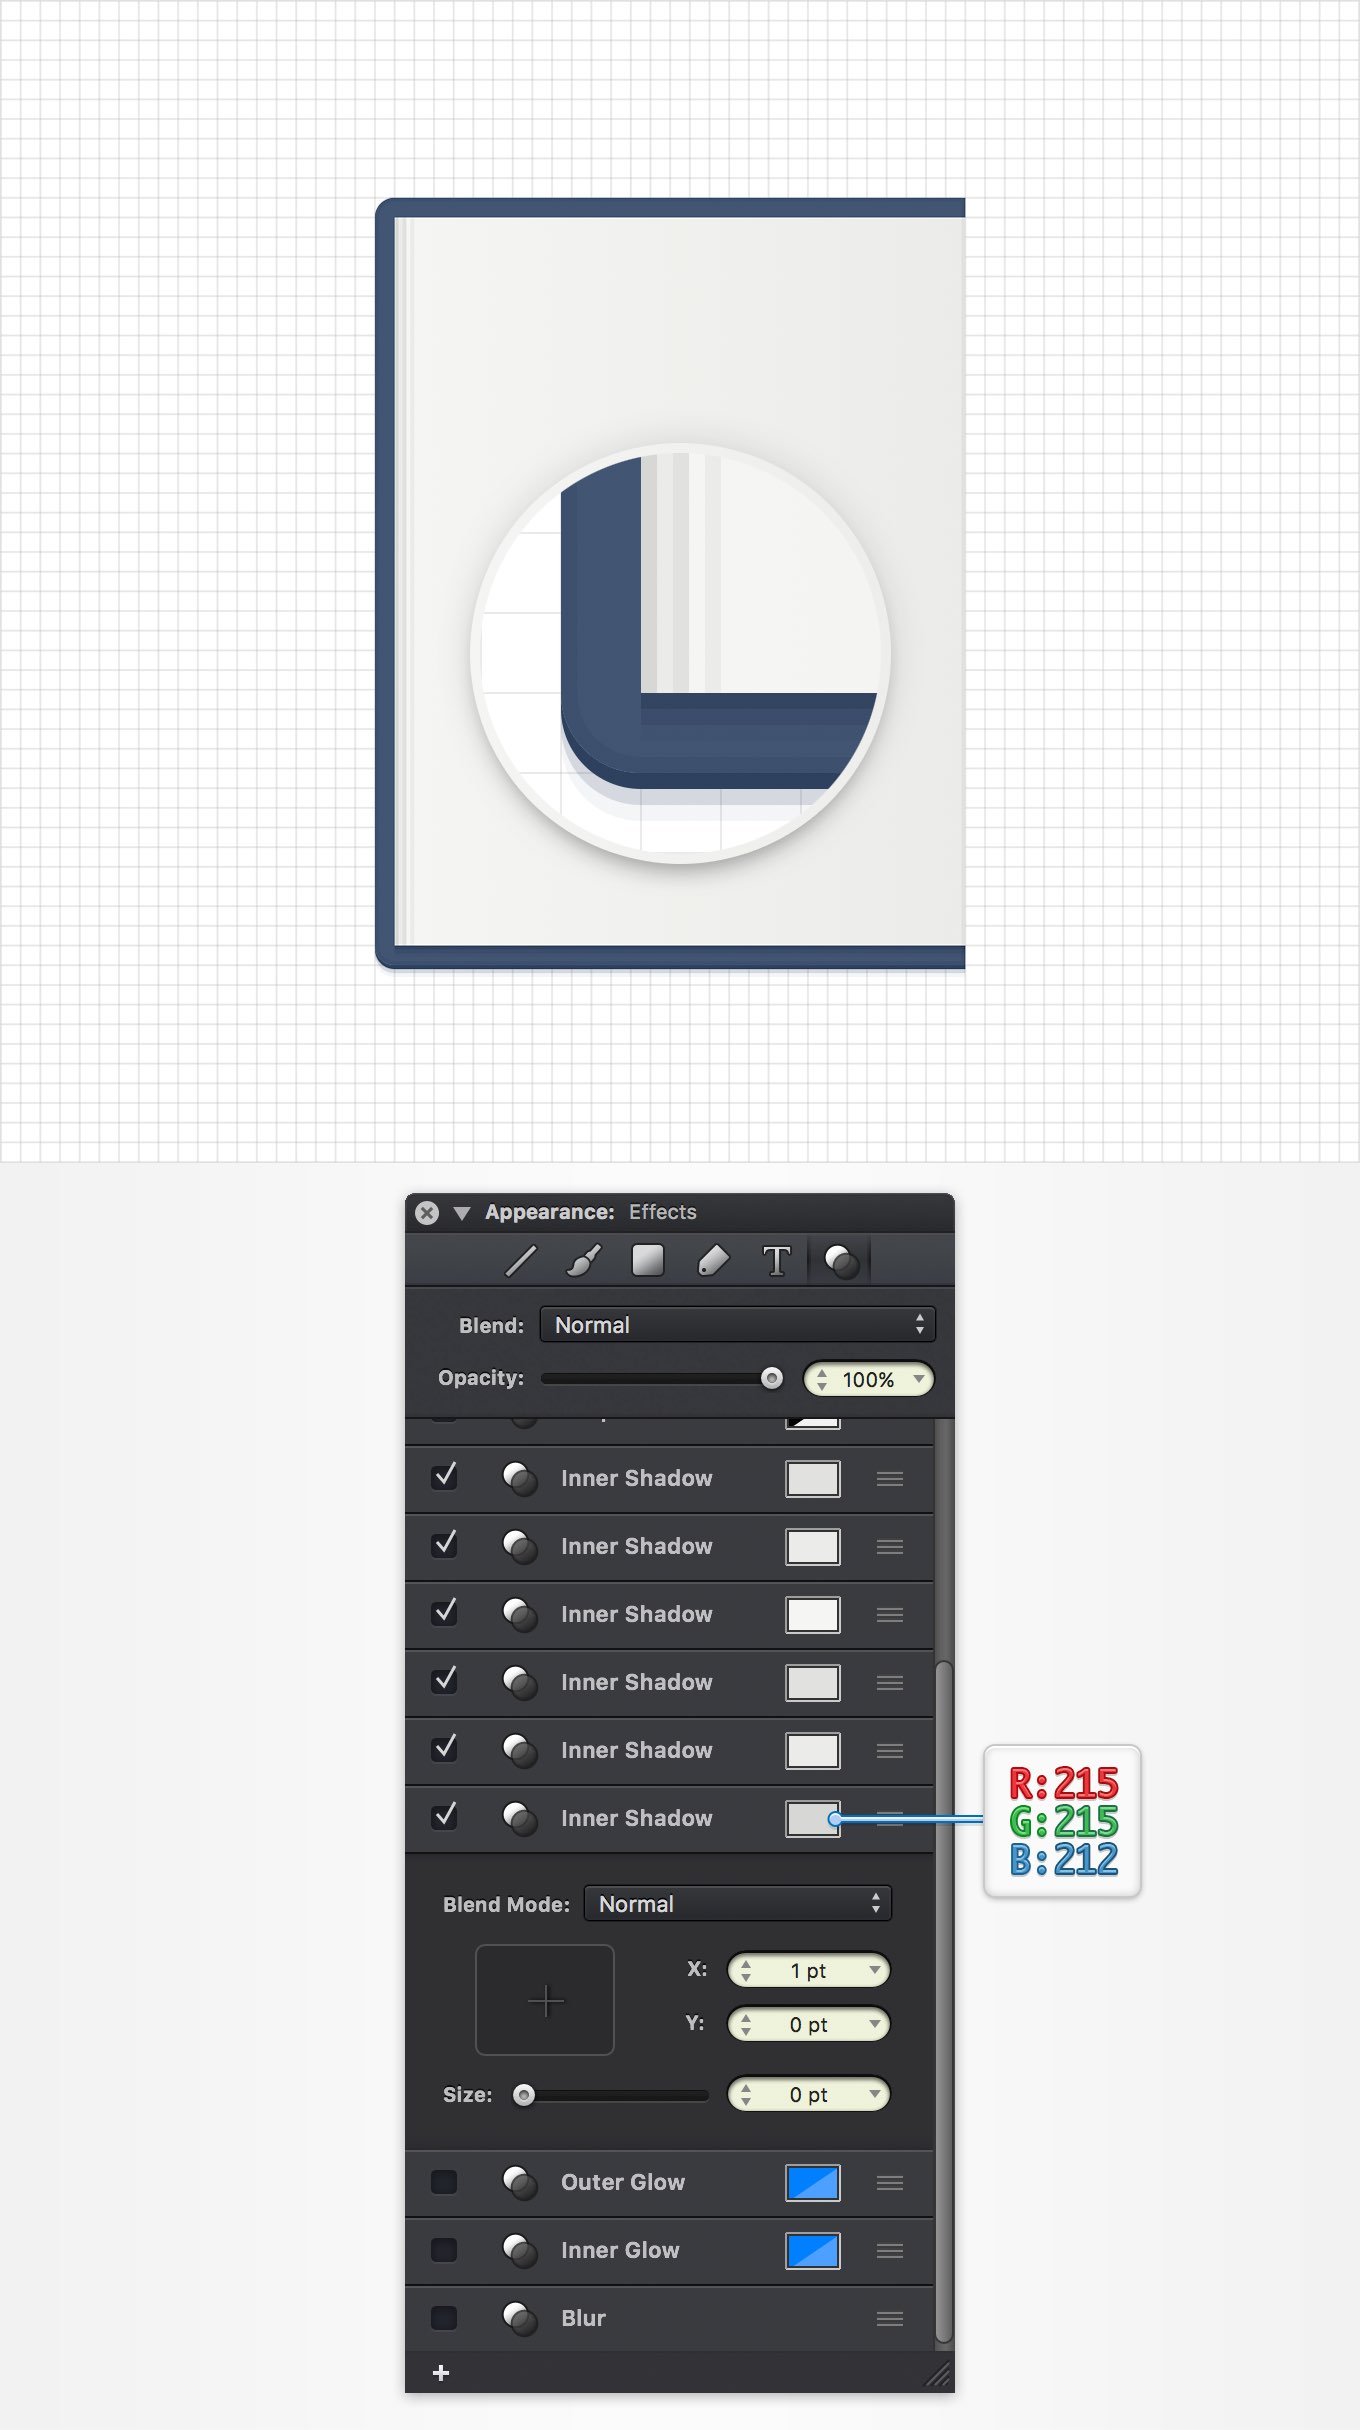 Appearance: Effects
T
Blend: Normal
Opacity: 100%
Inner Shadow
Inner Shadow
Inner Shadow
Inner Shadow
Inner Shadow
Inner Shadow
R:215
G:215
B:212
Blend Mode: Normal
X: 1 pt
Y: 0 pt
Size: 0 pt
Outer Glow
Inner Glow
Blur